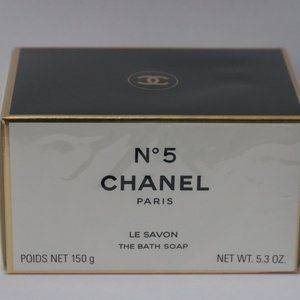 N°5
CHANEL
PARIS
LE SAVON
THE BATH SOAP
POIDS NET 150 g NET WT. 5.3 OZ.